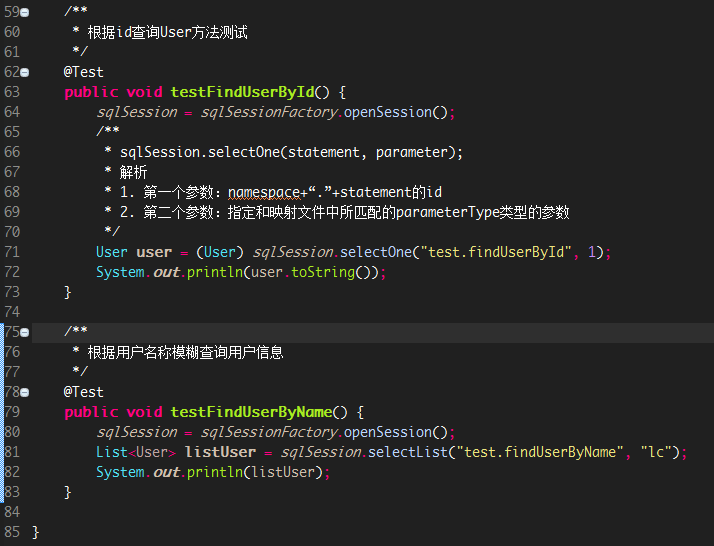 59 /**
60 * 根据id查询User方法测试
61 */
62 @Test
63 public void testFindUserById() {
64 sqlSession = sqlSessionFactory.openSession();
65 /**
66 * sqlSession.selectOne(statement, parameter);
67 * 解析
68 * 1. 第一个参数：namespace+“.”+statement的id
69 * 2. 第二个参数：指定和映射文件中所匹配的parameterType类型的参数
70 */
71 User user = (User) sqlSession.selectOne("test.findUserById", 1);
72 System.out.println(user.toString());
73 }
74
75 /**
76 * 根据用户名称模糊查询用户信息
77 */
78 @Test
79 public void testFindUserByName() {
80 sqlSession = sqlSessionFactory.openSession();
81 List<User> listUser = sqlSession.selectList("test.findUserByName", "lc");
82 System.out.println(listUser);
83 }
84
85 }